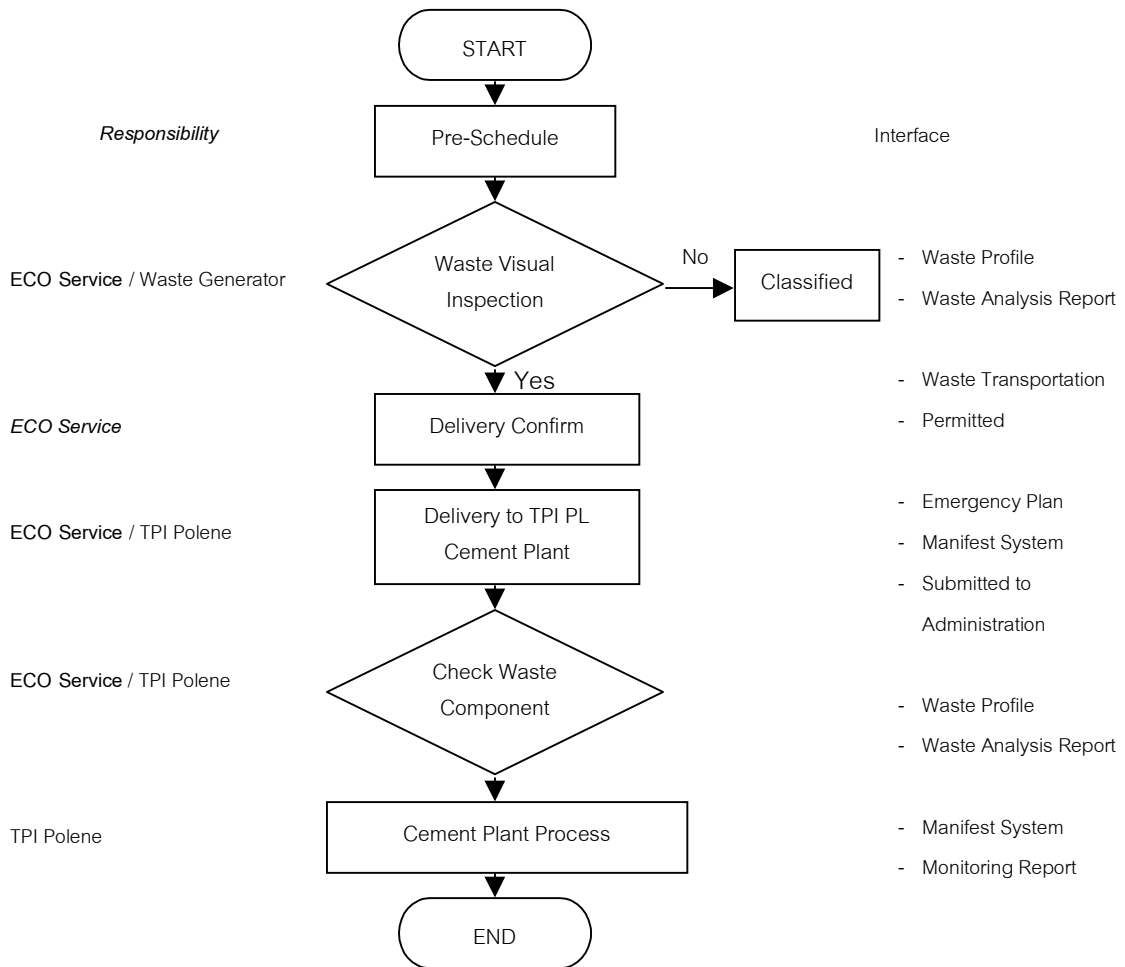 START
Responsibility
Pre-Schedule
Interface
ECO Service / Waste Generator
Waste Visual
Inspection
No
Classified
- Waste Profile
- Waste Analysis Report
Yes
- Waste Transportation
- Permitted
ECO Service
Delivery Confirm
ECO Service / TPI Polene
Delivery to TPI PL
Cement Plant
- Emergency Plan
- Manifest System
- Submitted to
Administration
ECO Service / TPI Polene
Check Waste
Component
- Waste Profile
- Waste Analysis Report
TPI Polene
Cement Plant Process
- Manifest System
- Monitoring Report
END